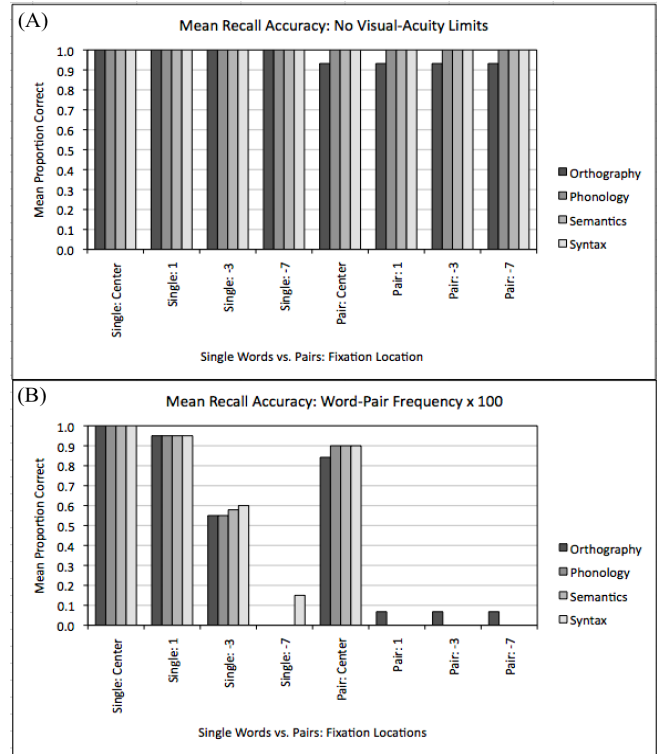 (A)
Mean Recall Accuracy: No Visual-Acuity Limits
Mean Proportion Correct
1.0
0.9
0.8
0.7
0.6
0.5
0.4
0.3
0.2
0.1
0.0
Single: Center
Single: 1
Single: -3
Single: -7
Pair: Center
Pair: 1
Pair: -3
Pair: -7
Single Words vs. Pairs: Fixation Location
Orthography
Phonology
Semantics
Syntax
(B)
Mean Recall Accuracy: Word-Pair Frequency x 100
Mean Proportion Correct
1.0
0.9
0.8
0.7
0.6
0.5
0.4
0.3
0.2
0.1
0.0
Single: Center
Single: 1
Single: -3
Single: -7
Pair: Center
Pair: 1
Pair: -3
Pair: -7
Single Words vs. Pairs: Fixation Locations
Orthography
Phonology
Semantics
Syntax